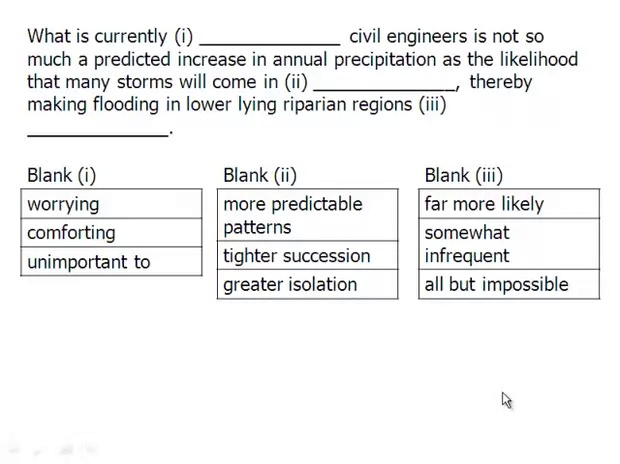 What is currently (i) _______________ civil engineers is not so
much a predicted increase in annual precipitation as the likelihood
that many storms will come in (ii) _______________, thereby
making flooding in lower lying riparian regions (iii)
_______________.
Blank (i)
worrying
comforting
unimportant to
Blank (ii)
more predictable
patterns
tighter succession
greater isolation
Blank (iii)
far more likely
somewhat
infrequent
all but impossible